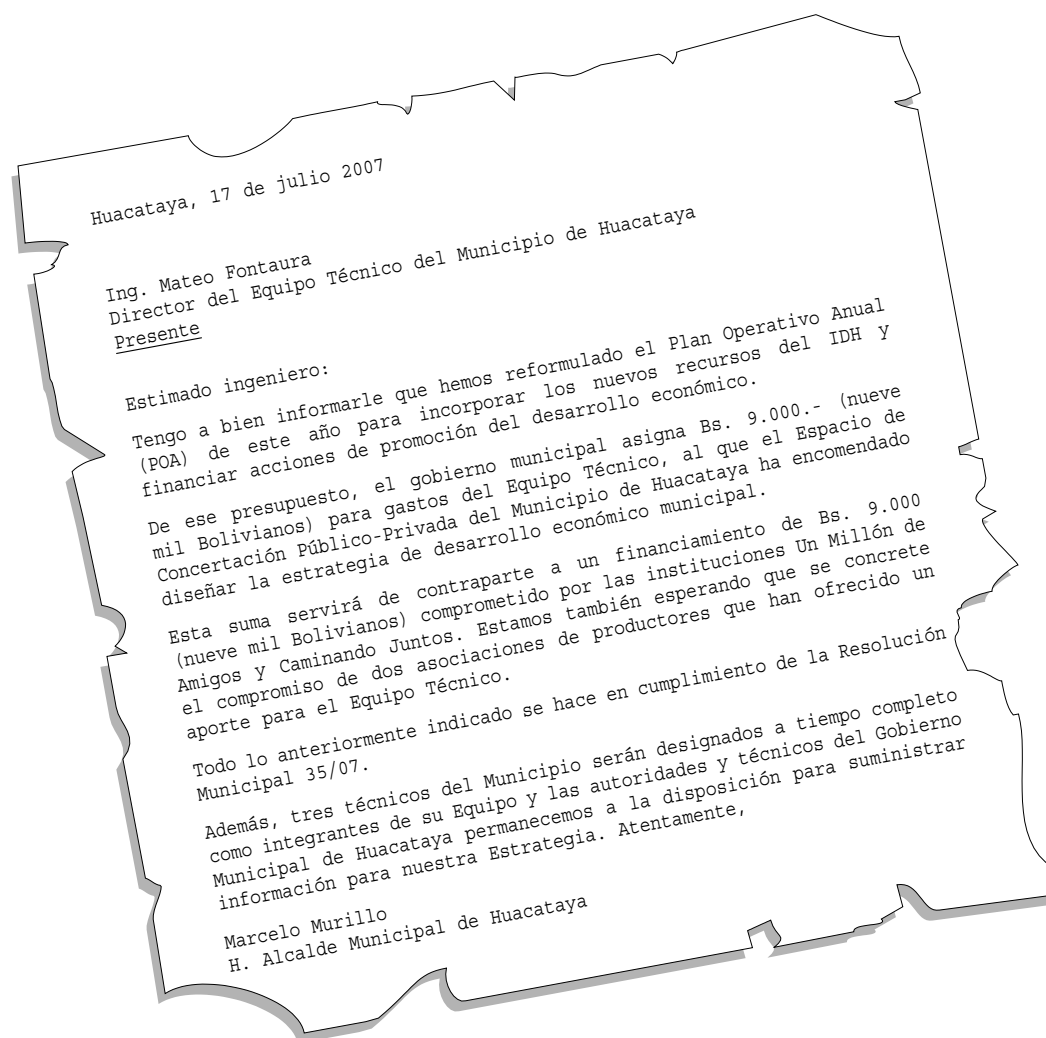 Huacataya, 17 de julio 2007
Ing. Mateo Fontaura
Director del Equipo Técnico del Municipio de Huacataya
Presente
Estimado ingeniero:
Tengo a bien informarle que hemos reformulado el Plan Operativo Anual
(POA) de este año para incorporar los nuevos recursos del IDH y
financiar acciones de promoción del desarrollo económico.
De ese presupuesto, el gobierno municipal asigna Bs. 9.000.- (nueve
mil Bolivianos) para gastos del Equipo Técnico, al que el Espacio de
Concertación Público-Privada del Municipio de Huacataya ha encomendado
diseñar la estrategia de desarrollo económico municipal.
Esta suma servirá de contraparte a un financiamiento de Bs. 9.000
(nueve mil Bolivianos) comprometido por las instituciones Un Millón de
Amigos y Caminando Juntos. Estamos también esperando que se concrete
el compromiso de dos asociaciones de productores que han ofrecido un
aporte para el Equipo Técnico.
Todo lo anteriormente indicado se hace en cumplimiento de la Resolución
Municipal 35/07.
Además, tres técnicos del Municipio serán designados a tiempo completo
como integrantes de su Equipo y las autoridades y técnicos del Gobierno
Municipal de Huacataya permanecemos a la disposición para suministrar
información para nuestra Estrategia. Atentamente,
Marcelo Murillo
H. Alcalde Municipal de Huacataya